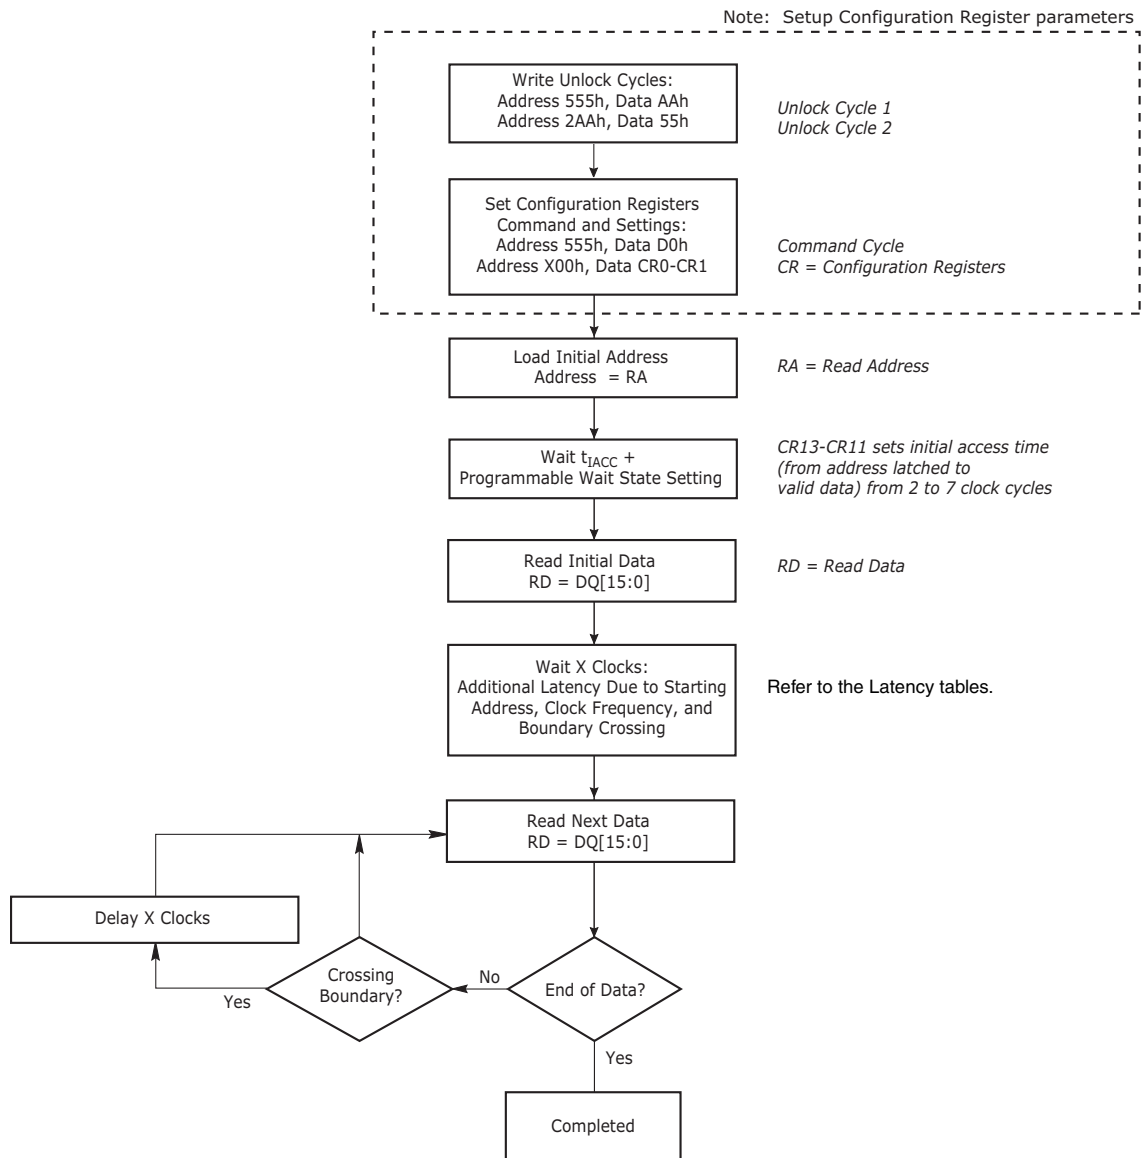 Note: Setup Configuration Register parameters
Write Unlock Cycles:
Address 555h, Data AAh
Address 2AAh, Data 55h
Unlock Cycle 1
Unlock Cycle 2
Set Configuration Registers
Command and Settings:
Address 555h, Data D0h
Address X00h, Data CR0-CR1
Command Cycle
CR = Configuration Registers
Load Initial Address
Address = RA
RA = Read Address
Wait tIACC +
Programmable Wait State Setting
CR13-CR11 sets initial access time
(from address latched to
valid data) from 2 to 7 clock cycles
Read Initial Data
RD = DQ[15:0]
RD = Read Data
Wait X Clocks:
Additional Latency Due to Starting
Address, Clock Frequency, and
Boundary Crossing
Refer to the Latency tables.
Read Next Data
RD = DQ[15:0]
Delay X Clocks
Crossing
Boundary?
Yes
No
End of Data?
Yes
Completed